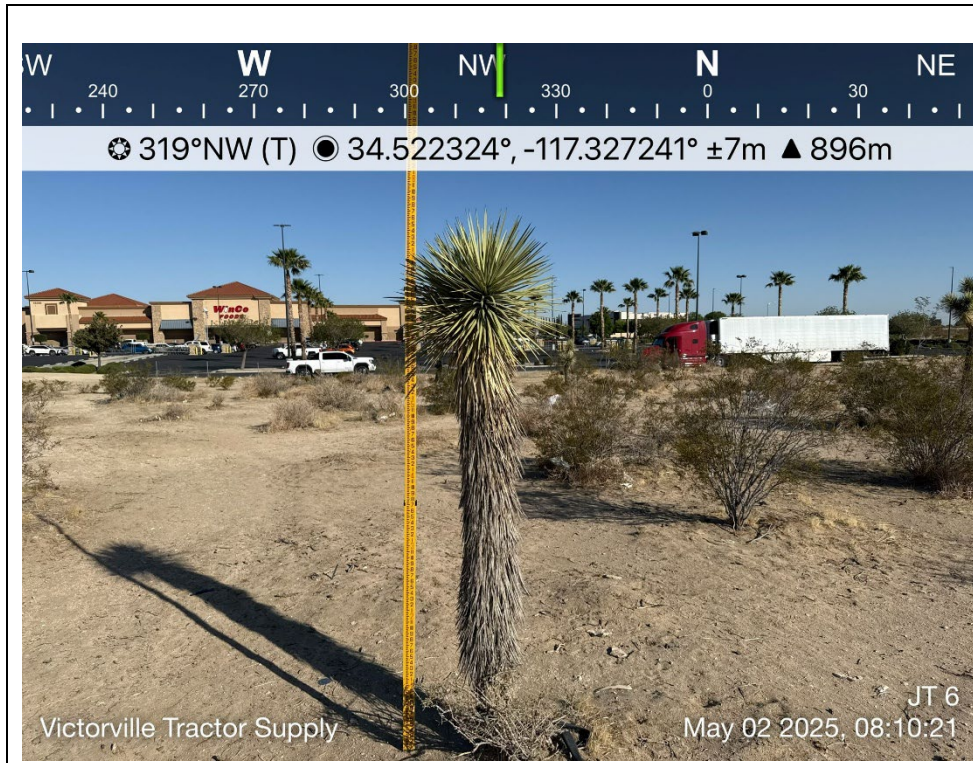 W NW N NE
240 270 300 330 0 30
319°NW (T) 34.522324°, -117.327241° ±7m ▲ 896m
WinCo
FOODS
JT 6
Victorville Tractor Supply May 02 2025, 08:10:21